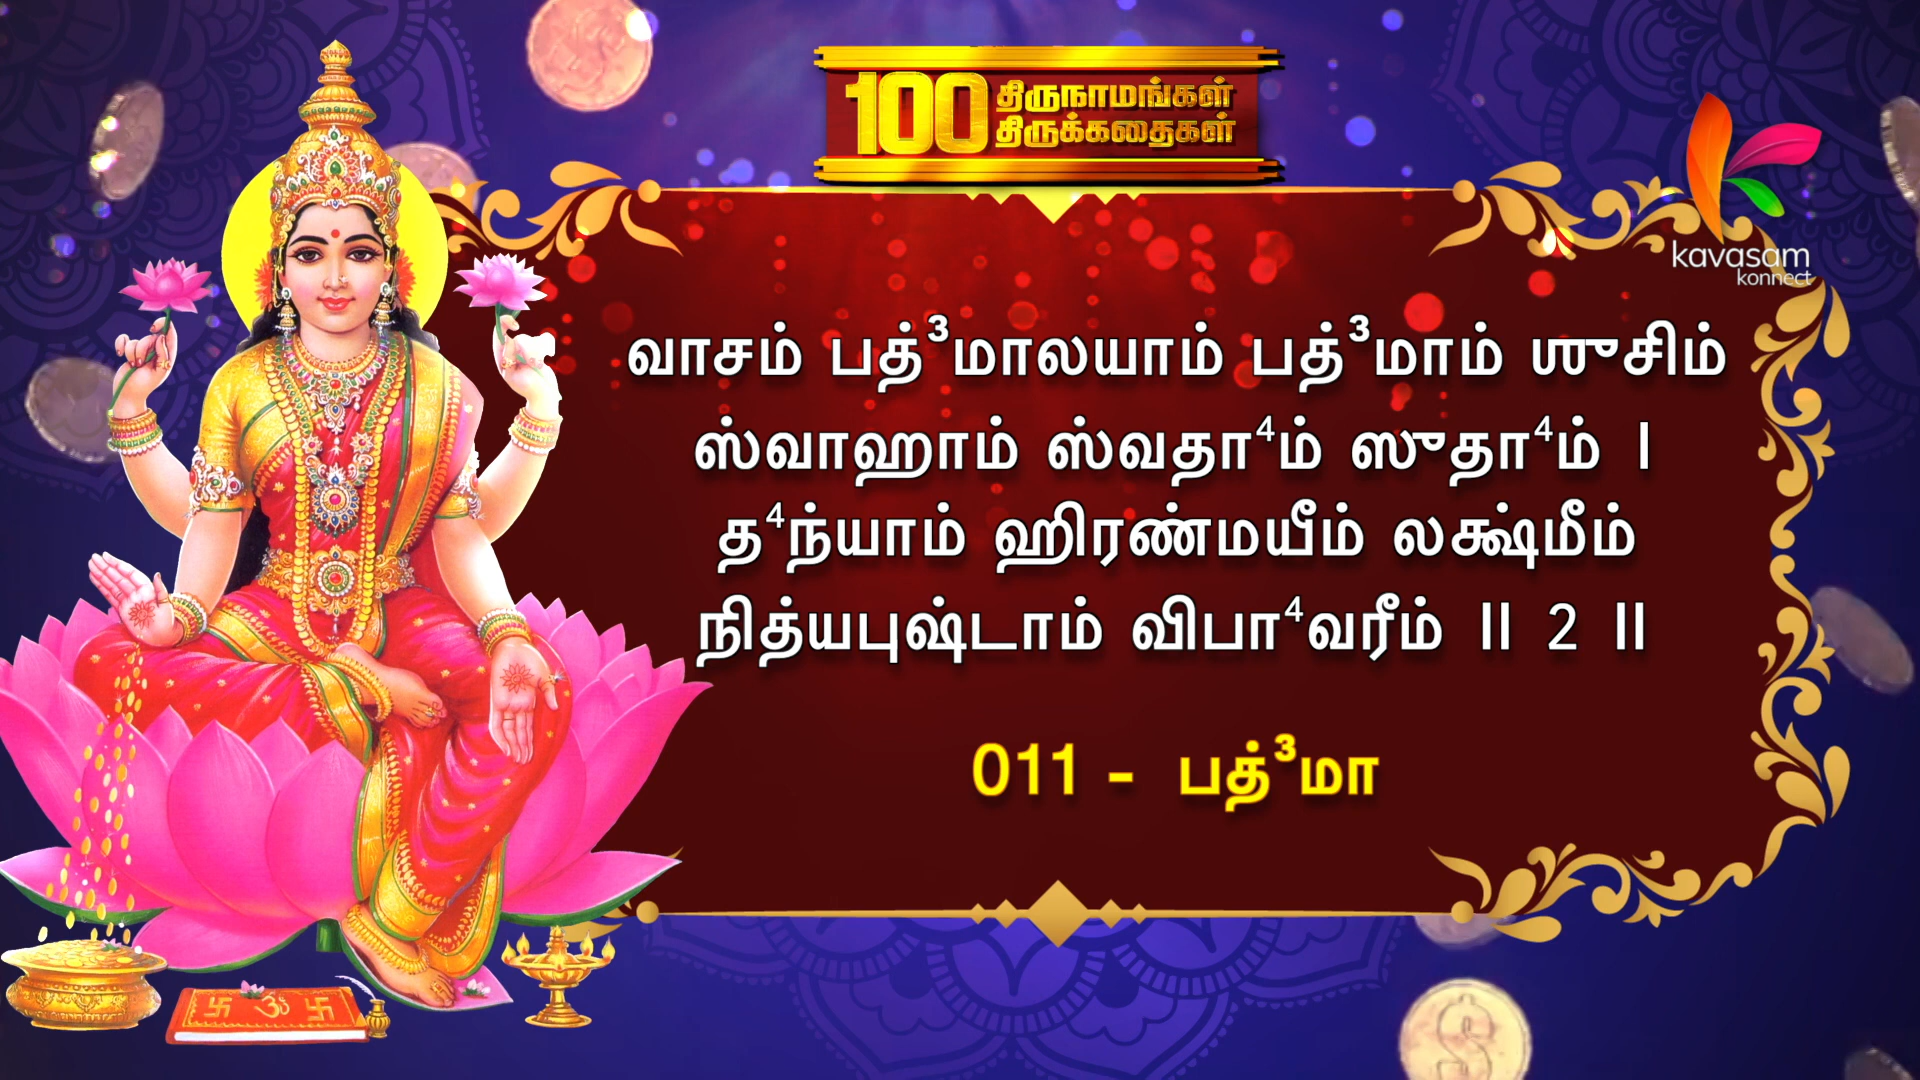 100 திருநாமங்கள்
திருக்கதைகள்
kavasam
konnect
வாசம் பத்³மாலயாம் பத்³மாம் ஶுசிம்
ஸ்வாஹாம் ஸ்வதா⁴ம் ஸுதா⁴ம் ।
த⁴ந்யாம் ஹிரண்மயீம் லக்ஷ்மீம்
நித்யபுஷ்டாம் விபா⁴வரீம் ॥ 2 ॥
011 - பத்³மா
ॐ